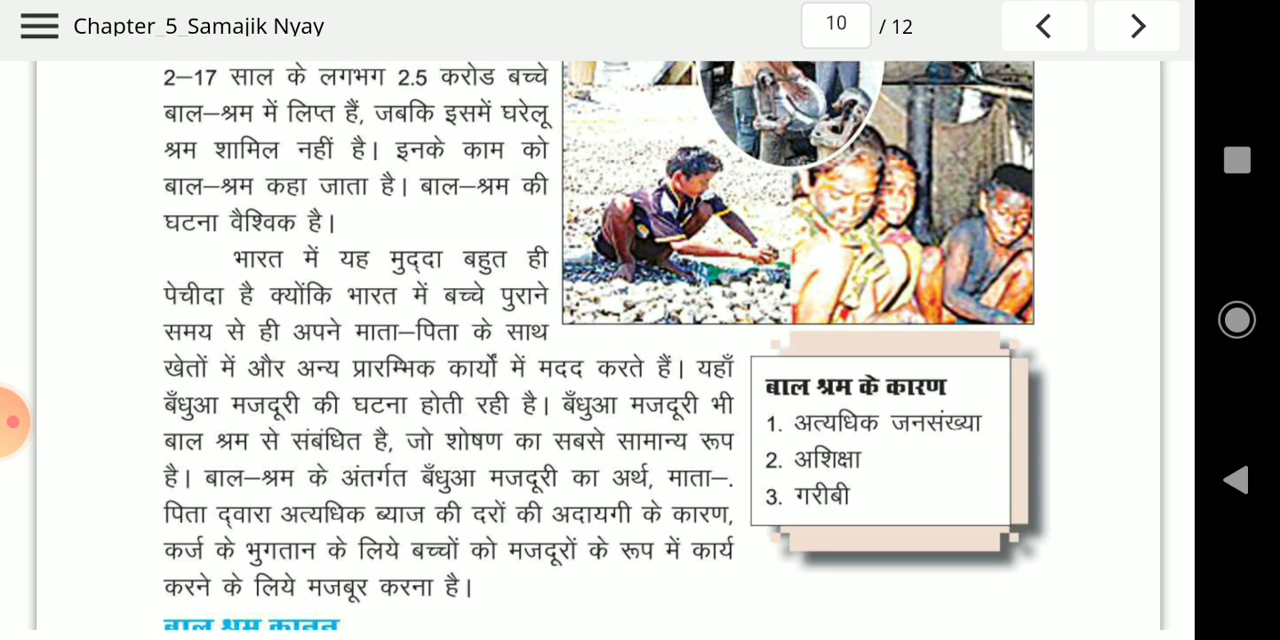 Chapter_5_Samajik Nyay
10 / 12
2–17 साल के लगभग 2.5 करोड बच्चे
बाल–श्रम में लिप्त हैं, जबकि इसमें घरेलू
श्रम शामिल नहीं है। इनके काम को
बाल–श्रम कहा जाता है। बाल–श्रम की
घटना वैश्विक है।
भारत में यह मुद्दा बहुत ही
पेचीदा है क्योंकि भारत में बच्चे पुराने
समय से ही अपने माता–पिता के साथ
खेतों में और अन्य प्रारम्भिक कार्यों में मदद करते हैं। यहाँ
बँधुआ मजदूरी की घटना होती रही है। बँधुआ मजदूरी भी
बाल श्रम से संबंधित है, जो शोषण का सबसे सामान्य रूप
है। बाल–श्रम के अंतर्गत बँधुआ मजदूरी का अर्थ, माता–.
पिता द्वारा अत्यधिक ब्याज की दरों की अदायगी के कारण,
कर्ज के भुगतान के लिये बच्चों को मजदूरों के रूप में कार्य
करने के लिये मजबूर करना है।
बाल श्रम के कारण
1. अत्यधिक जनसंख्या
2. अशिक्षा
3. गरीबी
बाल श्रम कानून